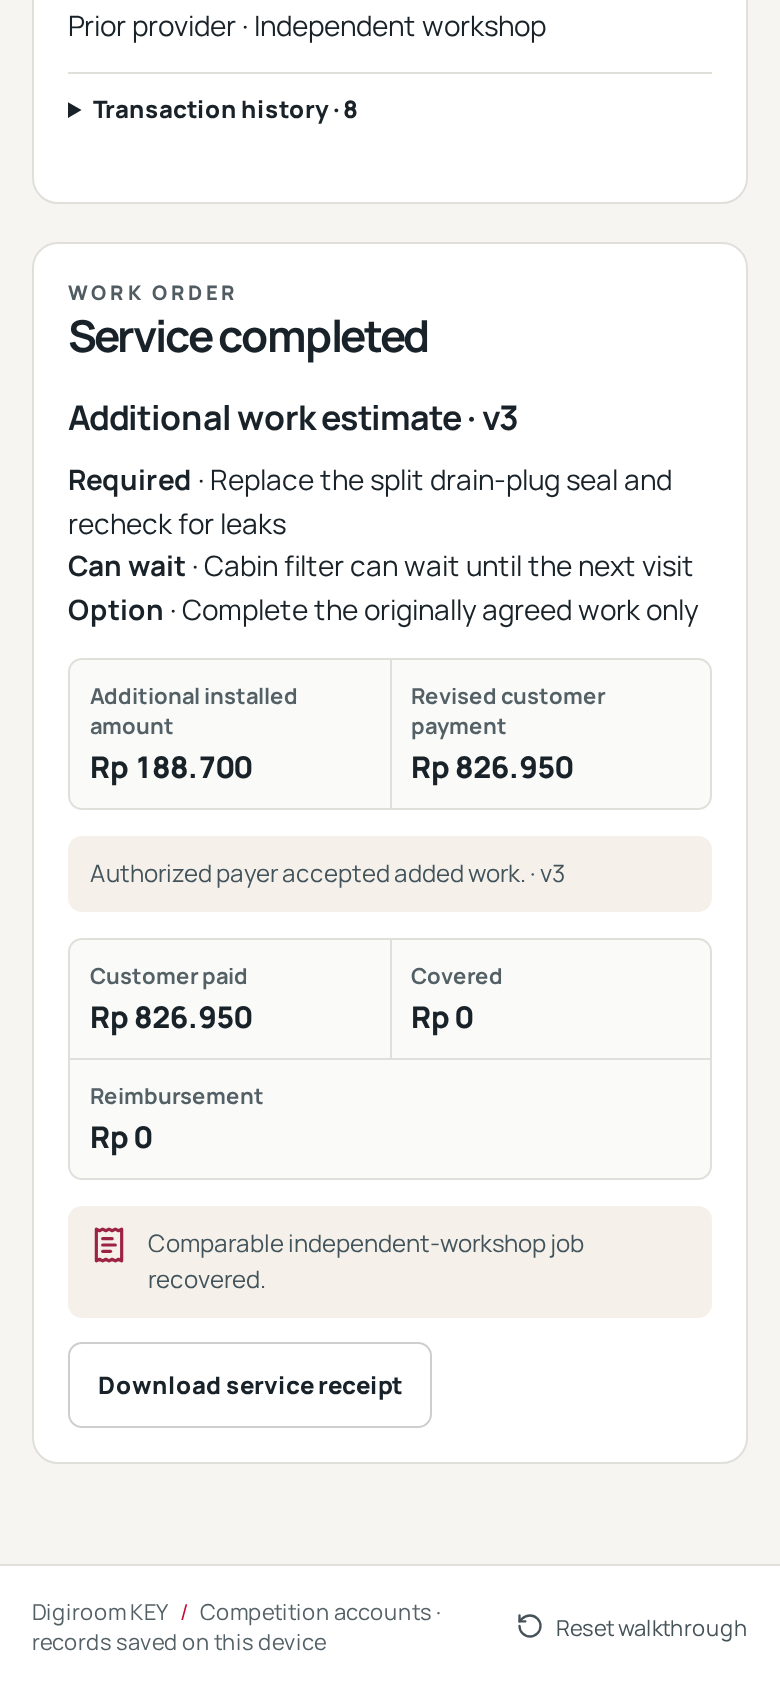 Prior provider · Independent workshop
▶ Transaction history · 8
WORK ORDER
Service completed
Additional work estimate · v3
Required · Replace the split drain-plug seal and
recheck for leaks
Can wait · Cabin filter can wait until the next visit
Option · Complete the originally agreed work only
Additional installed
amount
Rp 188.700
Revised customer
payment
Rp 826.950
Authorized payer accepted added work. · v3
Customer paid
Rp 826.950
Covered
Rp 0
Reimbursement
Rp 0
Comparable independent-workshop job
recovered.
Download service receipt
Digiroom KEY / Competition accounts ·
records saved on this device
Reset walkthrough